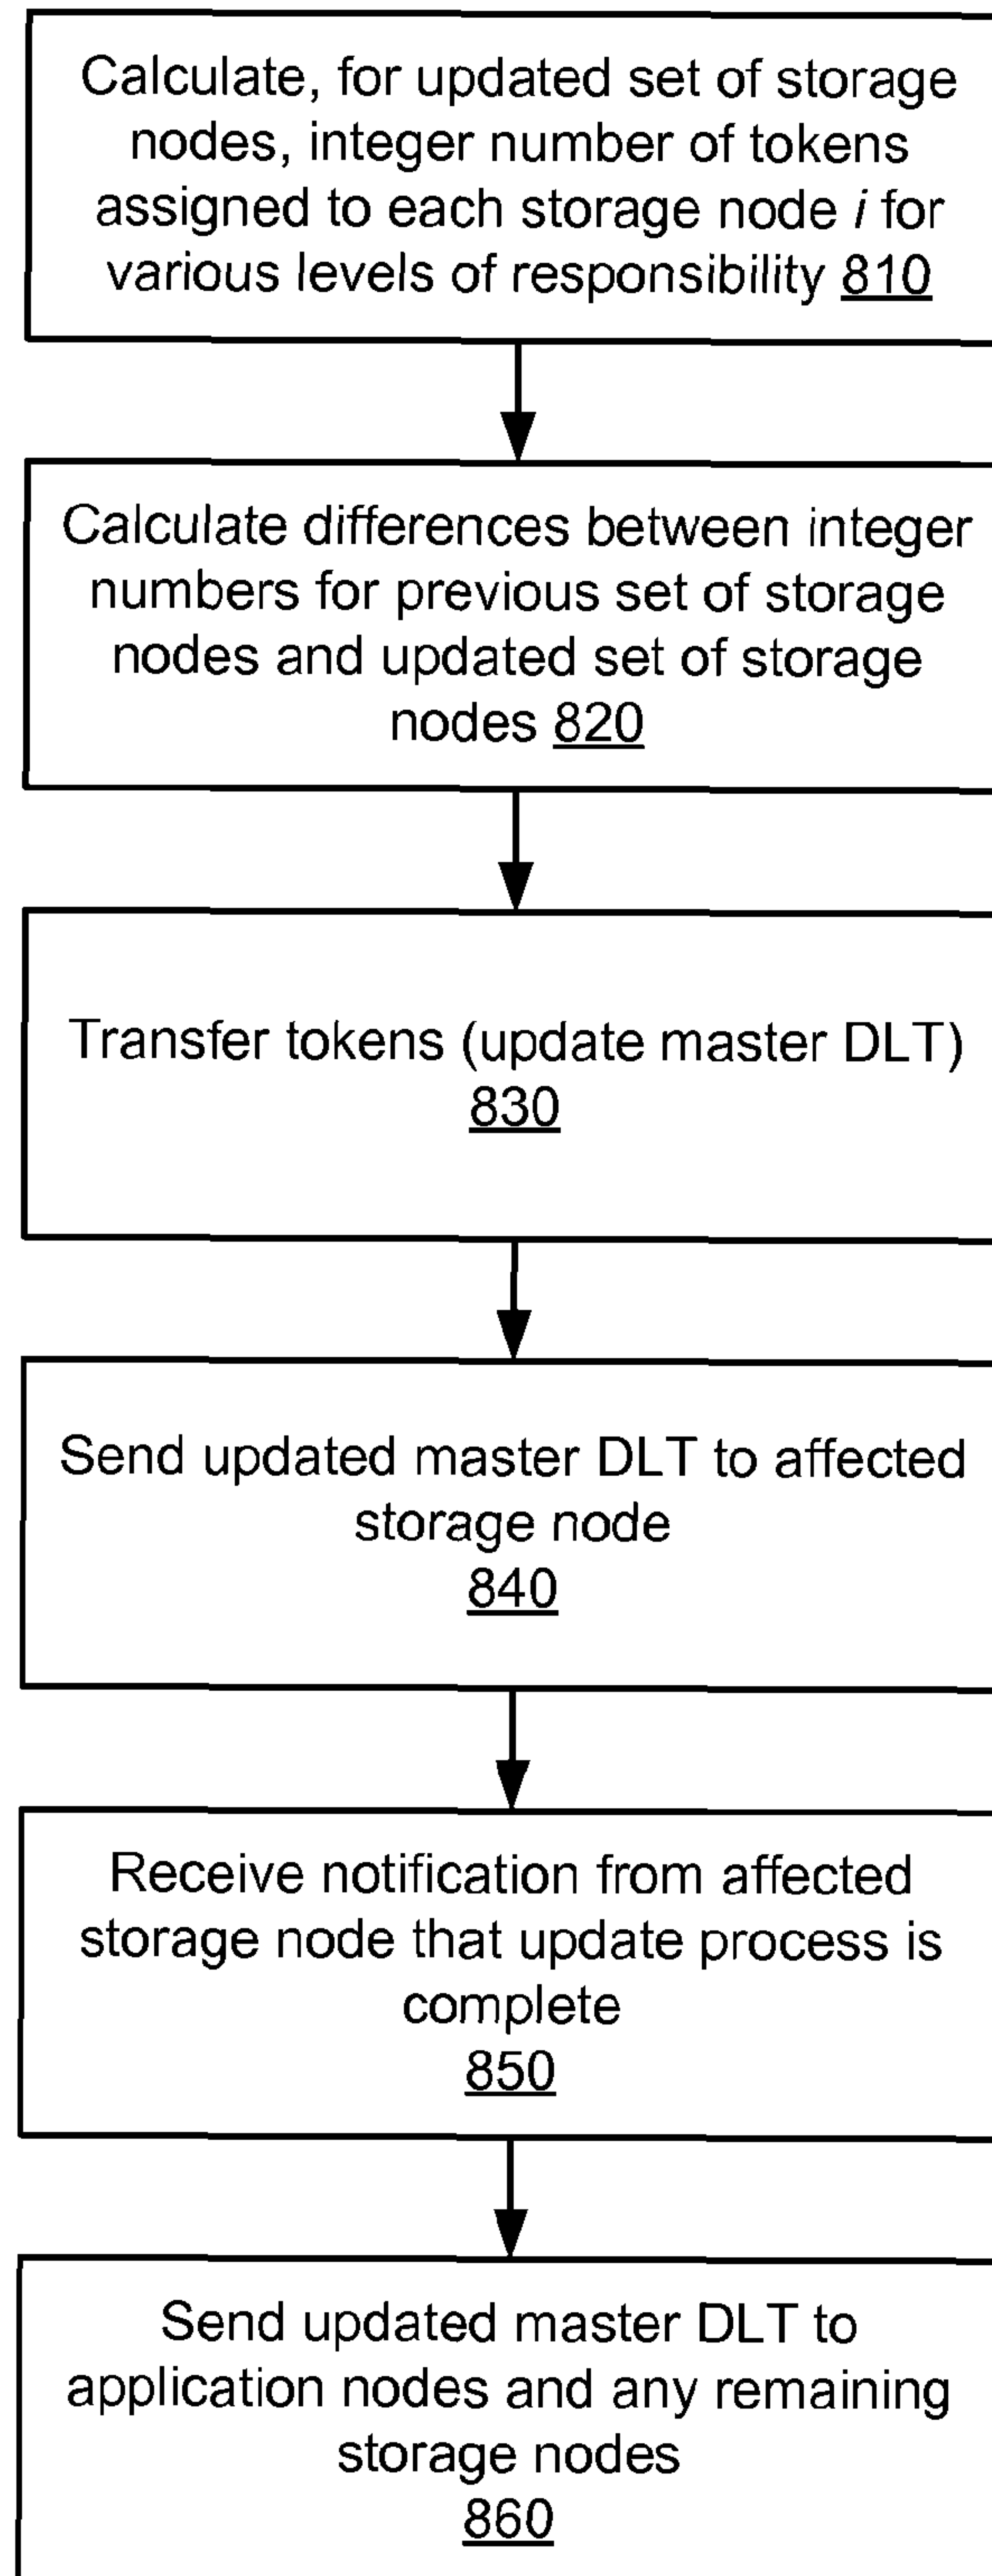 Calculate, for updated set of storage
nodes, integer number of tokens
assigned to each storage node i for
various levels of responsibility 810
Calculate differences between integer
numbers for previous set of storage
nodes and updated set of storage
nodes 820
Transfer tokens (update master DLT)
830
Send updated master DLT to affected
storage node
840
Receive notification from affected
storage node that update process is
complete
850
Send updated master DLT to
application nodes and any remaining
storage nodes
860